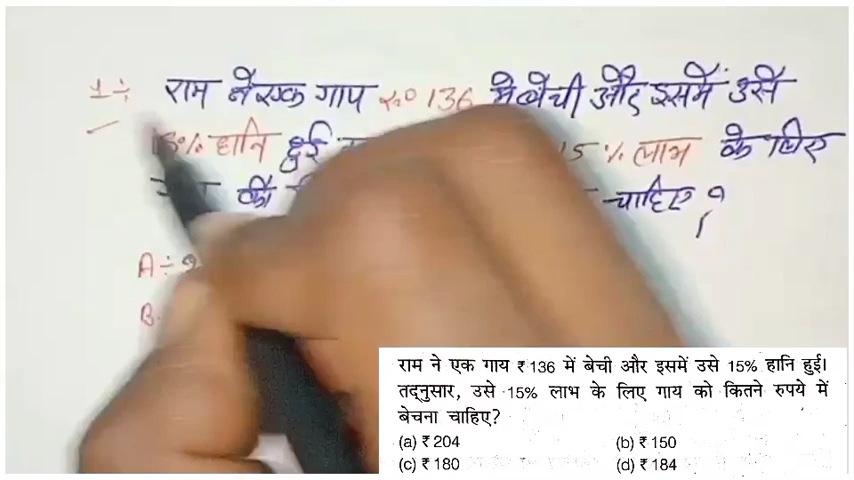 1÷ राम ने एक गाय रु० 136 मे बेची और इसमें उसे
15% हानि हुई 15% लाभ के लिए
की चाहिए ?
A÷
B
राम ने एक गाय ₹ 136 में बेची और इसमें उसे 15% हानि हुई।
तद्नुसार, उसे 15% लाभ के लिए गाय को कितने रुपये में
बेचना चाहिए?
(a) ₹ 204 (b) ₹ 150
(c) ₹ 180 (d) ₹ 184